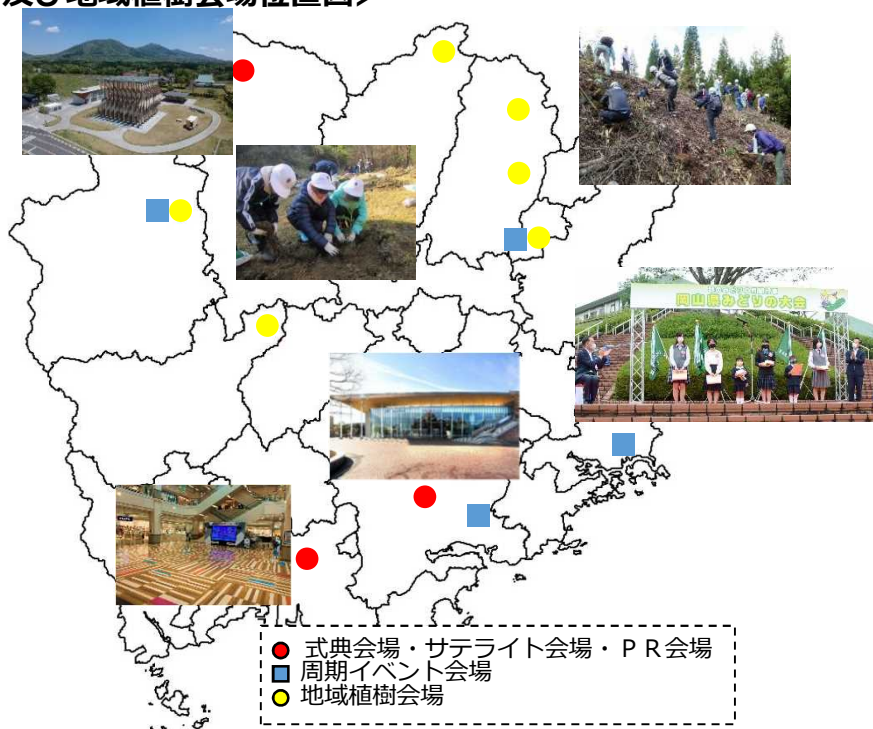 及び地域植樹会場位置図＞
岡山県みどりの大会
式典会場・サテライト会場・ＰＲ会場
周期イベント会場
地域植樹会場